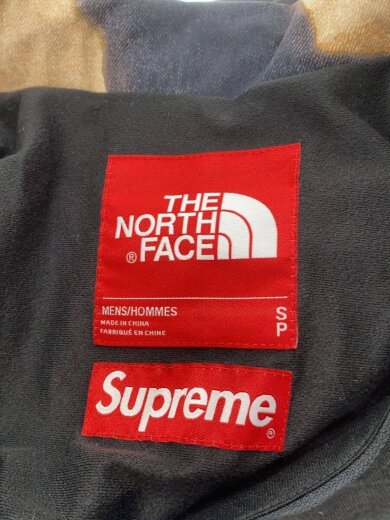 THE
NORTH
FACE
®
MENS/HOMMES
MADE IN CHINA
FABRIQUÉ EN CHINE
S
P
Supreme
®